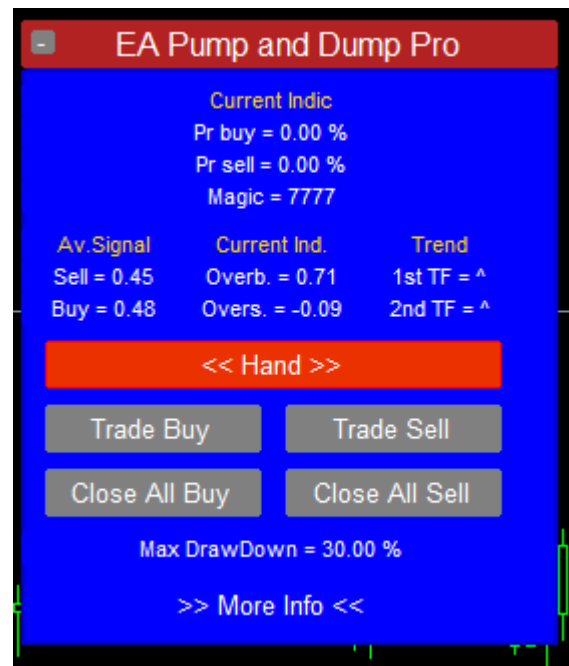 - EA Pump and Dump Pro
Current Indic
Pr buy = 0.00 %
Pr sell = 0.00 %
Magic = 7777
Av.Signal Current Ind. Trend
Sell = 0.45 Overb. = 0.71 1st TF = ^
Buy = 0.48 Overs. = -0.09 2nd TF = ^
<< Hand >>
Trade Buy Trade Sell
Close All Buy Close All Sell
Max DrawDown = 30.00 %
>> More Info <<